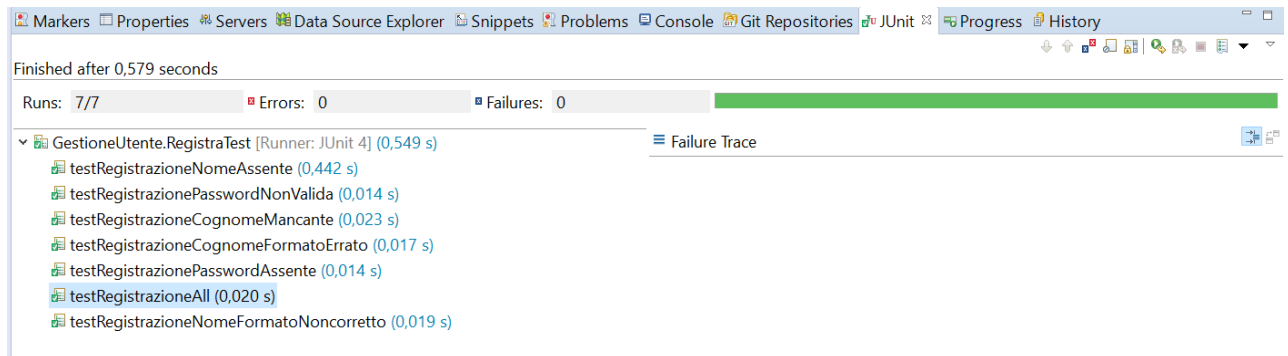 Markers Properties Servers Data Source Explorer Snippets Problems Console Git Repositories JUnit Progress History
Finished after 0,579 seconds
Runs: 7/7 Errors: 0 Failures: 0
GestioneUtente.RegistraTest [Runner: JUnit 4] (0,549 s)
Failure Trace
testRegistrazioneNomeAssente (0,442 s)
testRegistrazionePasswordNonValida (0,014 s)
testRegistrazioneCognomeMancante (0,023 s)
testRegistrazioneCognomeFormatoErrato (0,017 s)
testRegistrazionePasswordAssente (0,014 s)
testRegistrazioneAll (0,020 s)
testRegistrazioneNomeFormatoNoncorretto (0,019 s)